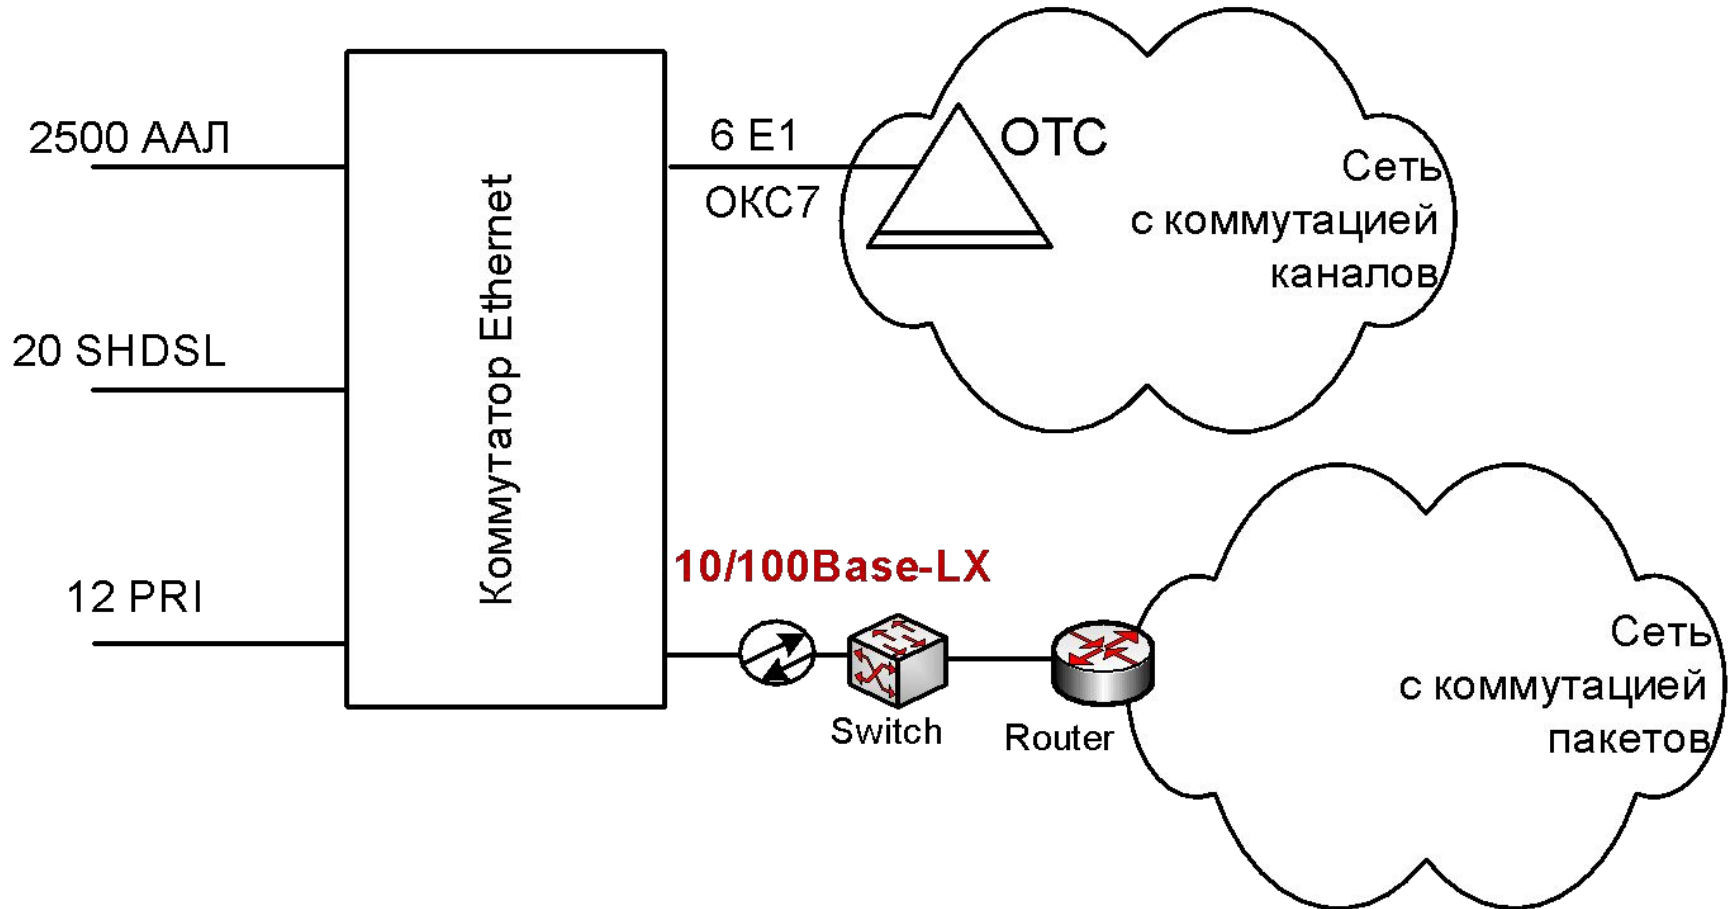 2500 ААЛ
20 SHDSL
12 PRI
Коммутатор Ethernet
6 Е1
ОКС7
ОТС
Сеть
с коммутацией
каналов
10/100Base-LX
Switch
Router
Сеть
с коммутацией
пакетов